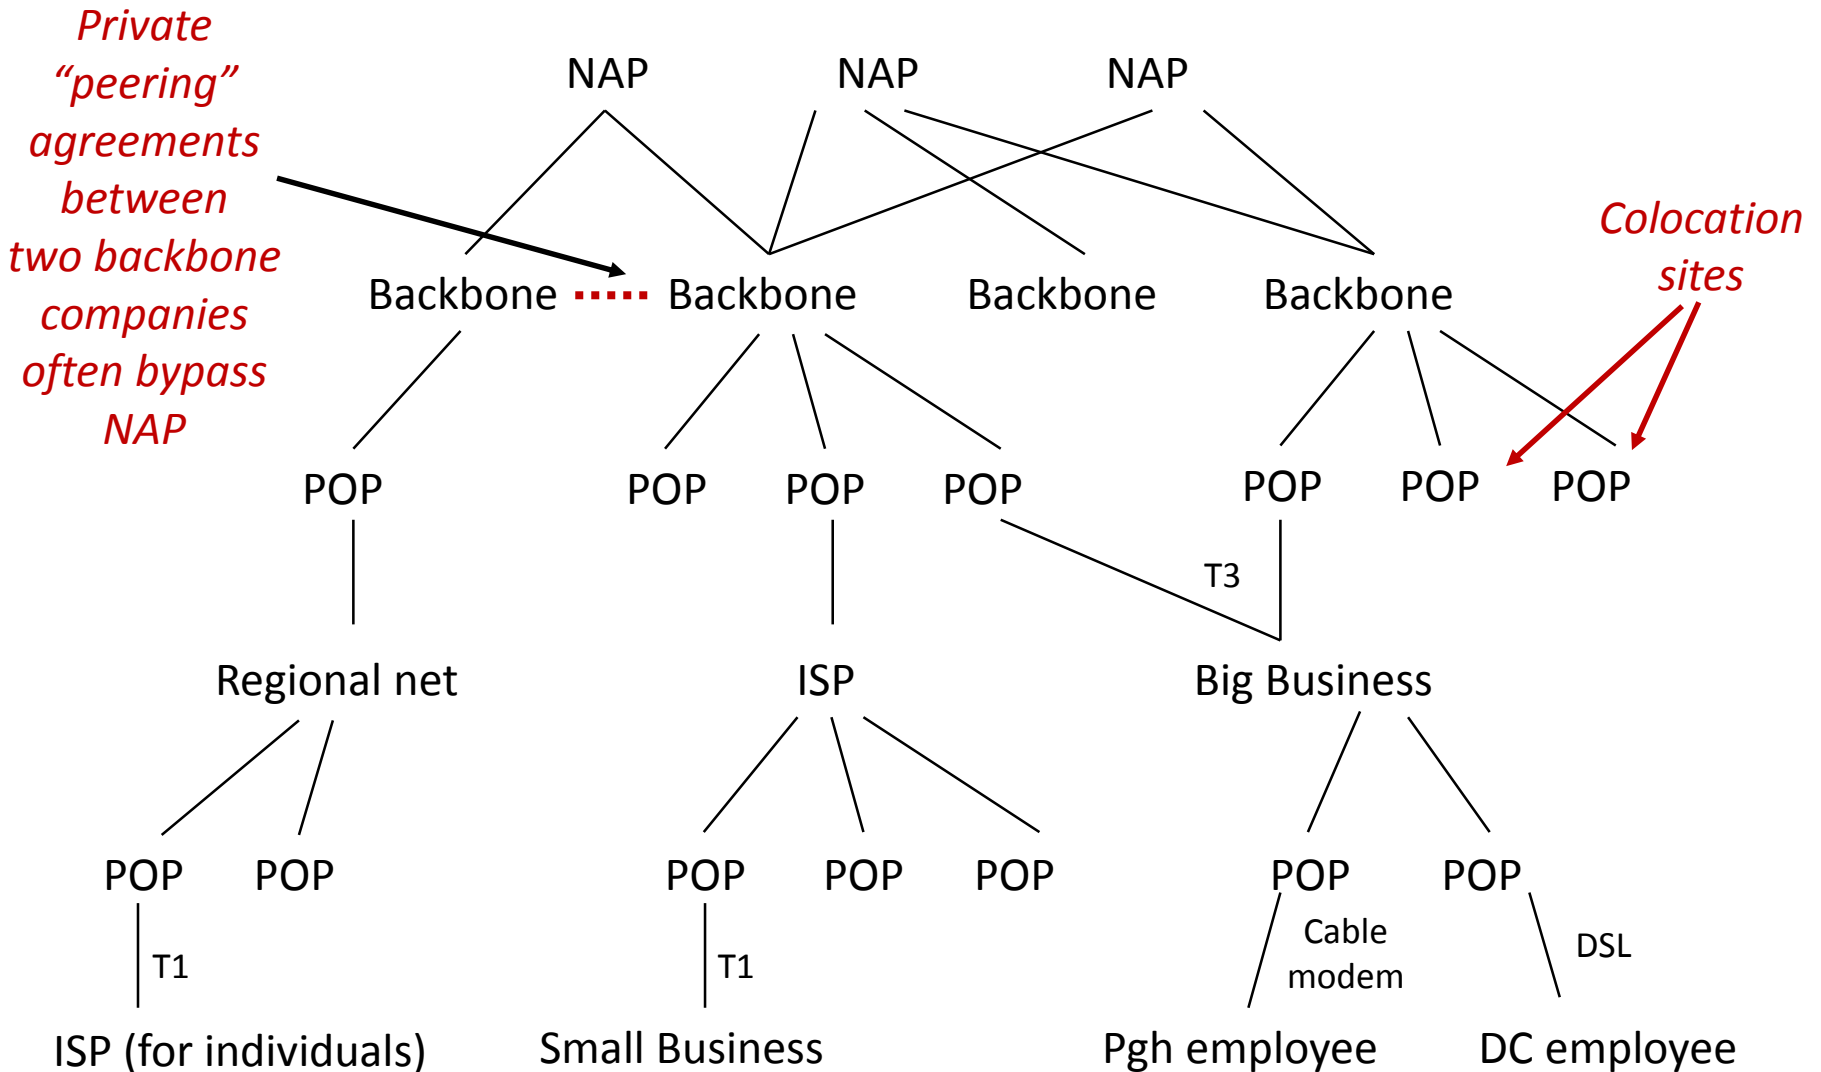 Private
“peering”
agreements
between
two backbone
companies
often bypass
NAP
NAP NAP NAP
Colocation
sites
Backbone Backbone Backbone Backbone
POP POP POP POP POP POP POP
T3
Regional net ISP Big Business
POP POP POP POP POP POP POP
T1 T1 Cable
modem DSL
ISP (for individuals) Small Business Pgh employee DC employee